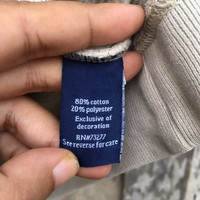 80% cotton
20% polyester
Exclusive of
decoration
RN#73277
See reverse for care